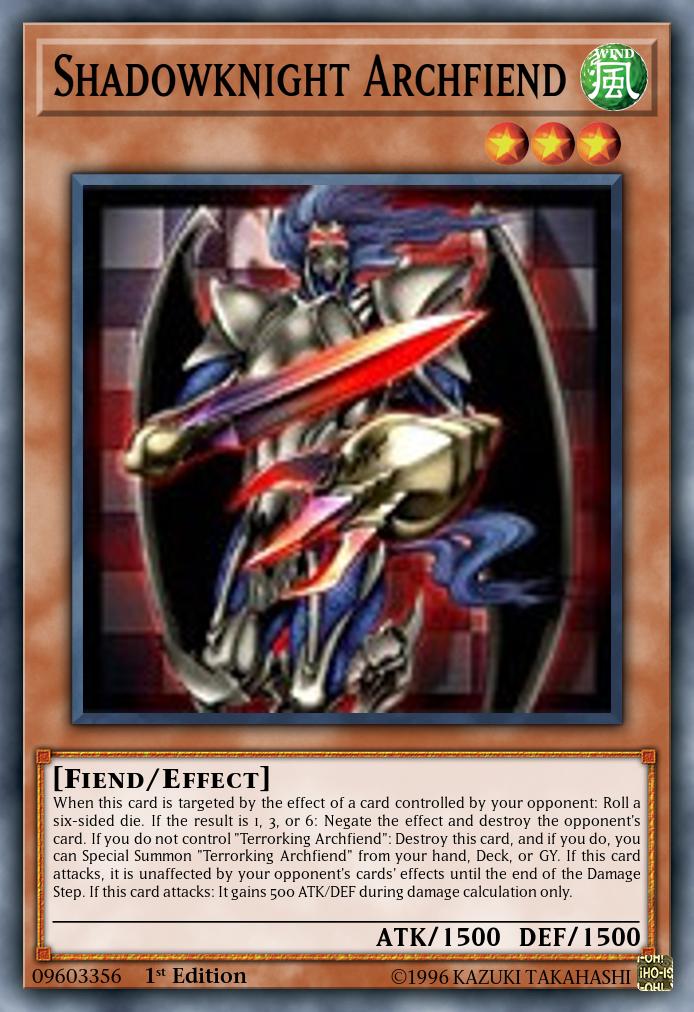 SHADOWKNIGHT ARCHFIEND
WIND
風
[FIEND/EFFECT]
When this card is targeted by the effect of a card controlled by your opponent: Roll a
six-sided die. If the result is 1, 3, or 6: Negate the effect and destroy the opponent's
card. If you do not control "Terrorking Archfiend": Destroy this card, and if you do, you
can Special Summon "Terrorking Archfiend" from your hand, Deck, or GY. If this card
attacks, it is unaffected by your opponent's cards' effects until the end of the Damage
Step. If this card attacks: It gains 500 ATK/DEF during damage calculation only.
ATK/1500 DEF/1500
09603356 1st Edition ©1996 KAZUKI TAKAHASHI